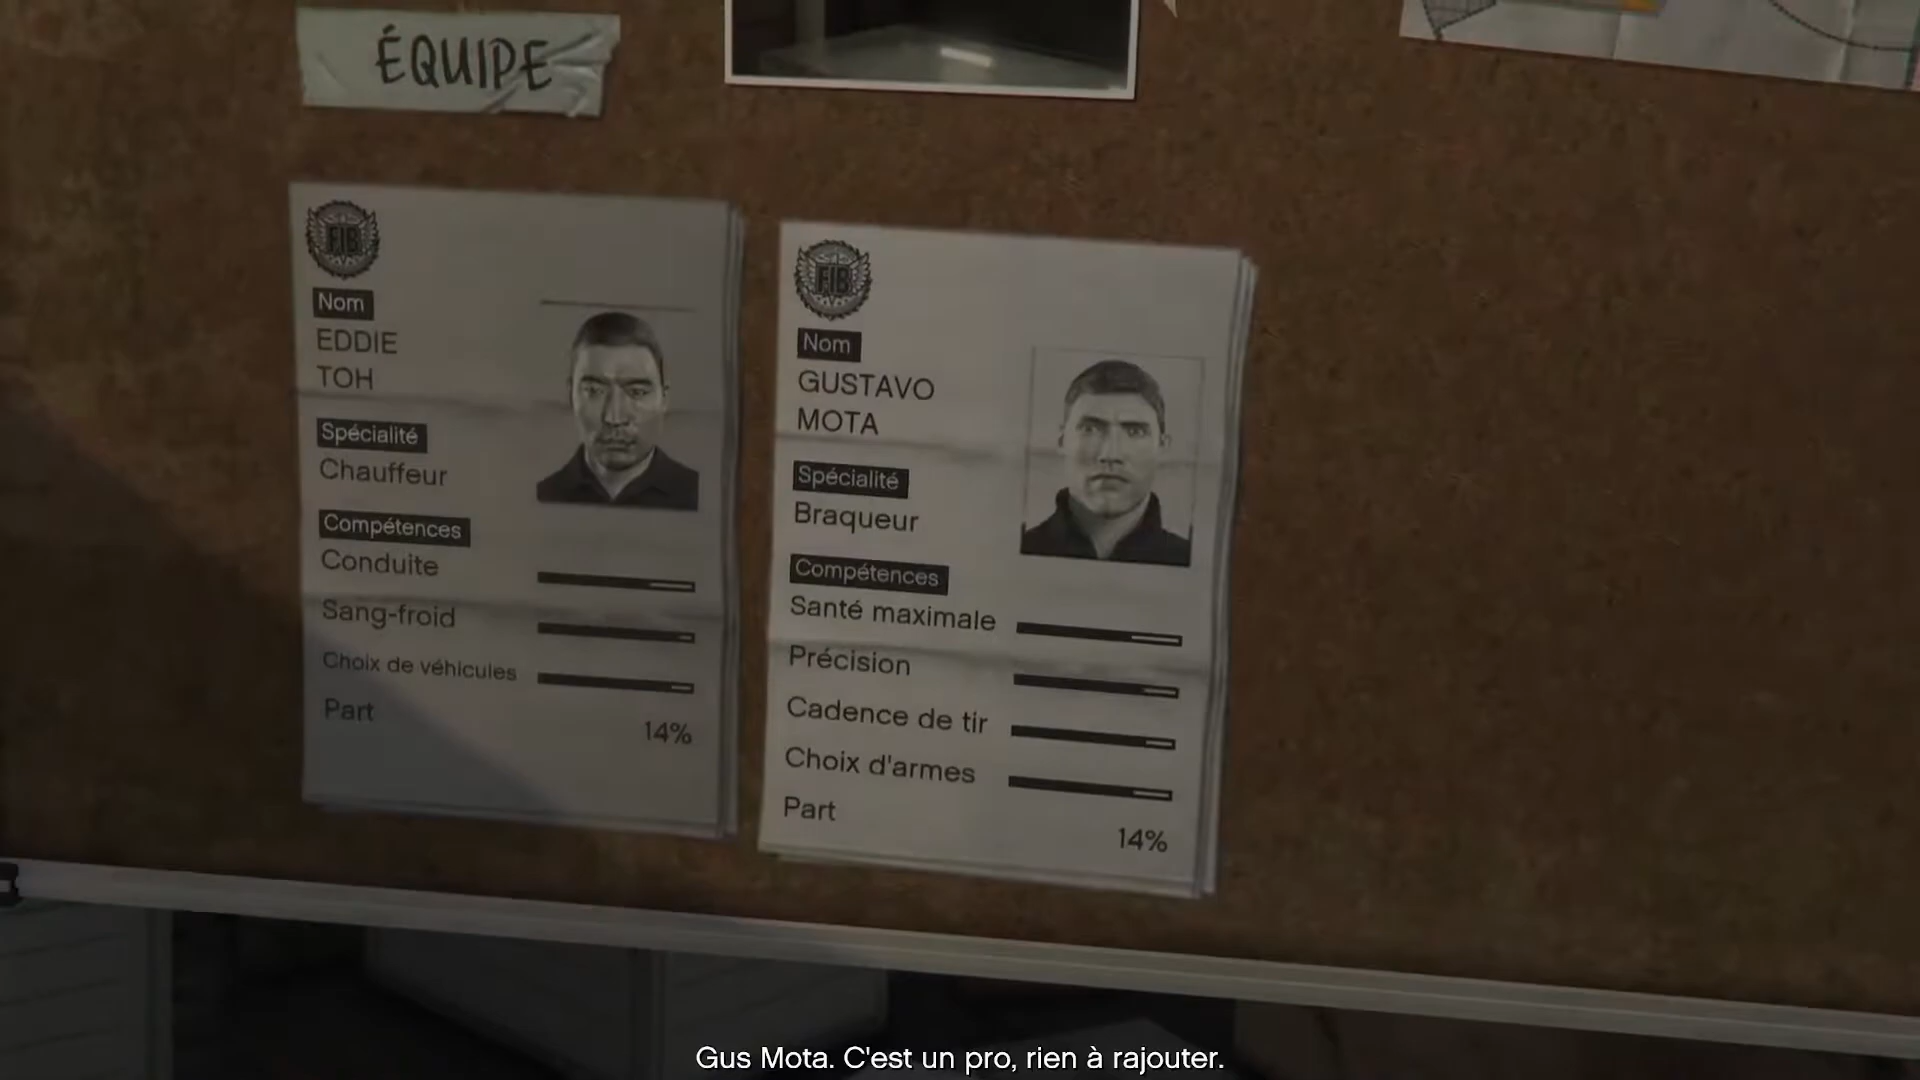 ÉQUIPE
FIB
Nom
EDDIE
TOH
Spécialité
Chauffeur
Compétences
Conduite
Sang-froid
Choix de véhicules
Part
14%
FIB
Nom
GUSTAVO
MOTA
Spécialité
Braqueur
Compétences
Santé maximale
Précision
Cadence de tir
Choix d'armes
Part
14%
Gus Mota. C'est un pro, rien à rajouter.